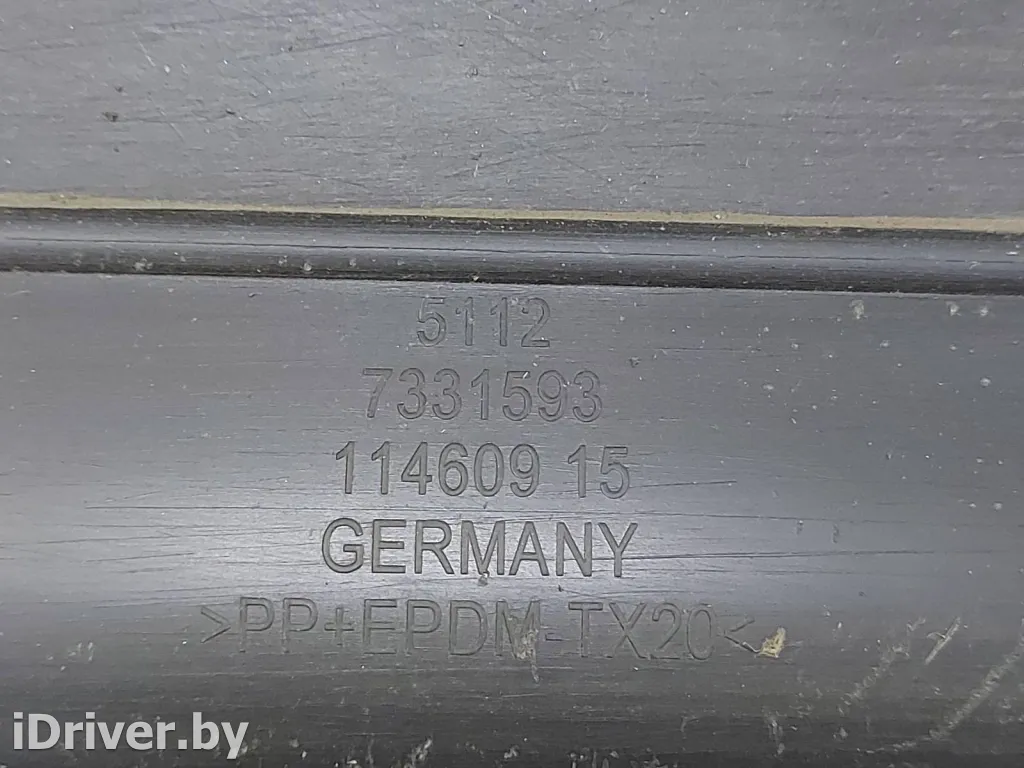 5112
7331593
114609 15
GERMANY
>PP+EPDM-TX20<
iDriver.by